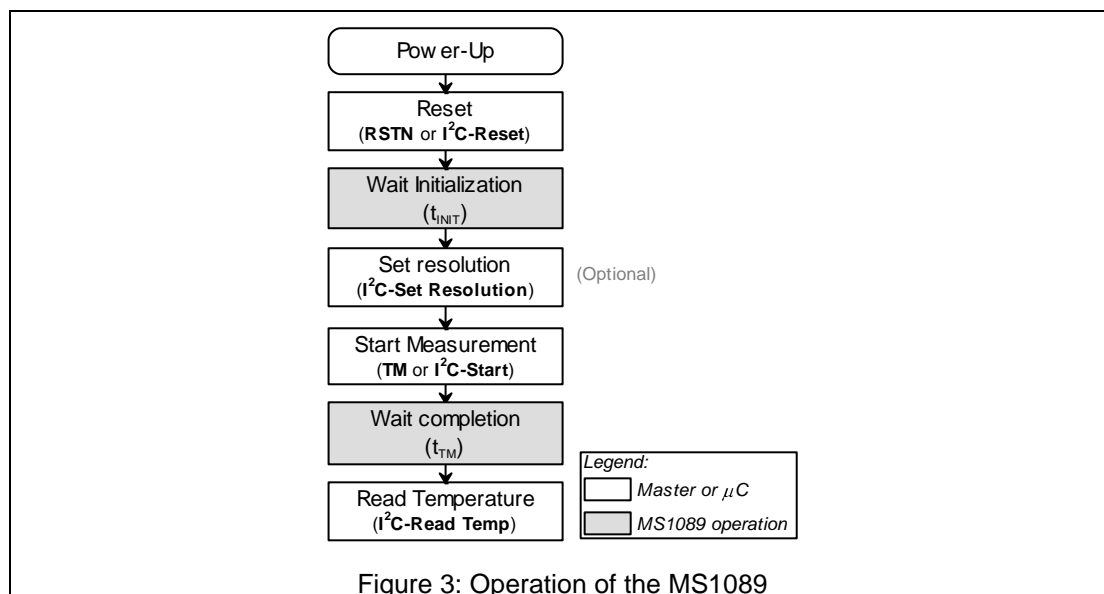 Power-Up
Reset
(RSTN or I²C-Reset)
Wait Initialization
(tINIT)
Set resolution
(I²C-Set Resolution)
(Optional)
Start Measurement
(TM or I²C-Start)
Wait completion
(tTM)
Read Temperature
(I²C-Read Temp)
Legend:
Master or µC
MS1089 operation
Figure 3: Operation of the MS1089